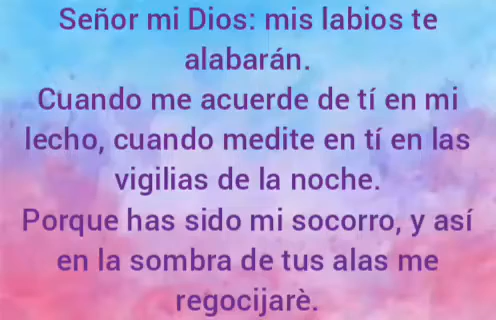 Señor mi Dios: mis labios te
alabarán.
Cuando me acuerde de tí en mi
lecho, cuando medite en tí en las
vigilias de la noche.
Porque has sido mi socorro, y así
en la sombra de tus alas me
regocijarè.